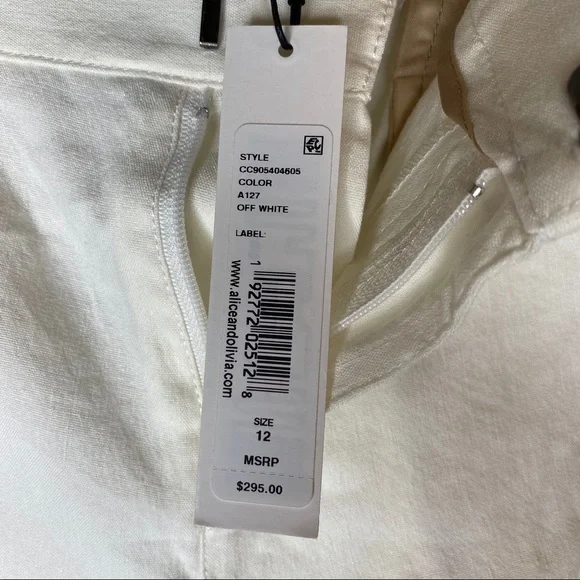 STYLE
CC905404605
COLOR
A127
OFF WHITE
LABEL:
1 92772 02512 8
www.aliceandolivia.com
SIZE
12
MSRP
$295.00